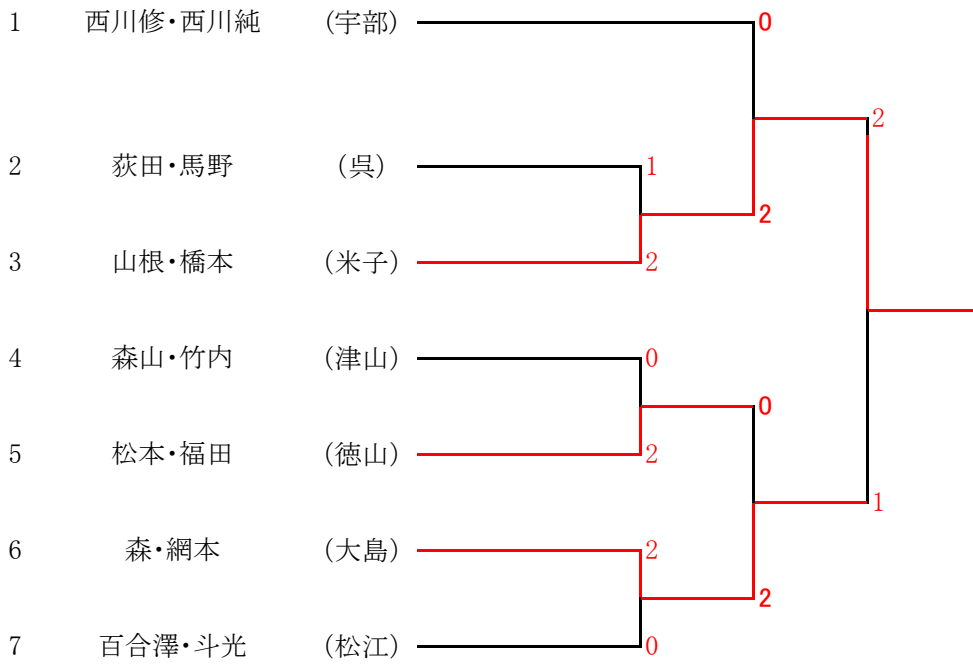 1 西川修・西川純 (宇部) 0
2
2 荻田・馬野 (呉) 1
2
3 山根・橋本 (米子) 2
4 森山・竹内 (津山) 0
0
5 松本・福田 (徳山) 2
1
6 森・網本 (大島) 2
2
7 百合澤・斗光 (松江) 0